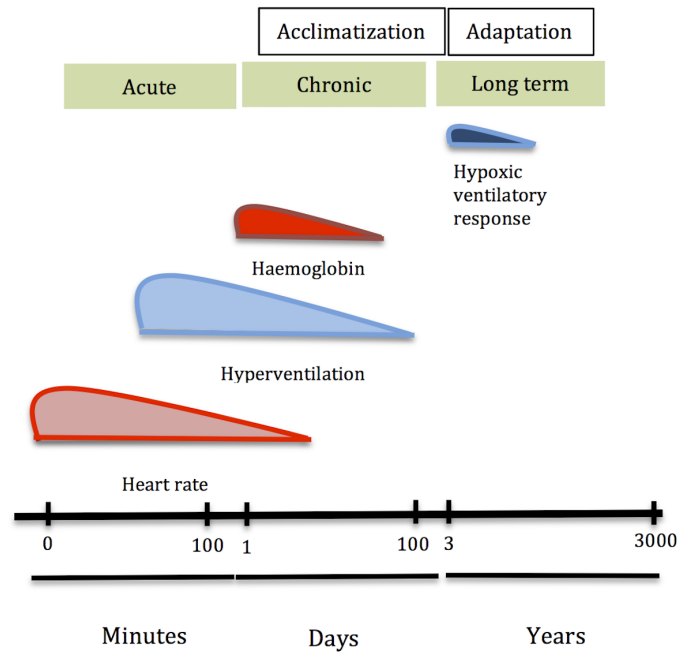 Acclimatization
Adaptation
Acute
Chronic
Long term
Hypoxic
ventilatory
response
Haemoglobin
Hyperventilation
Heart rate
0
100
1
100
3
3000
Minutes
Days
Years